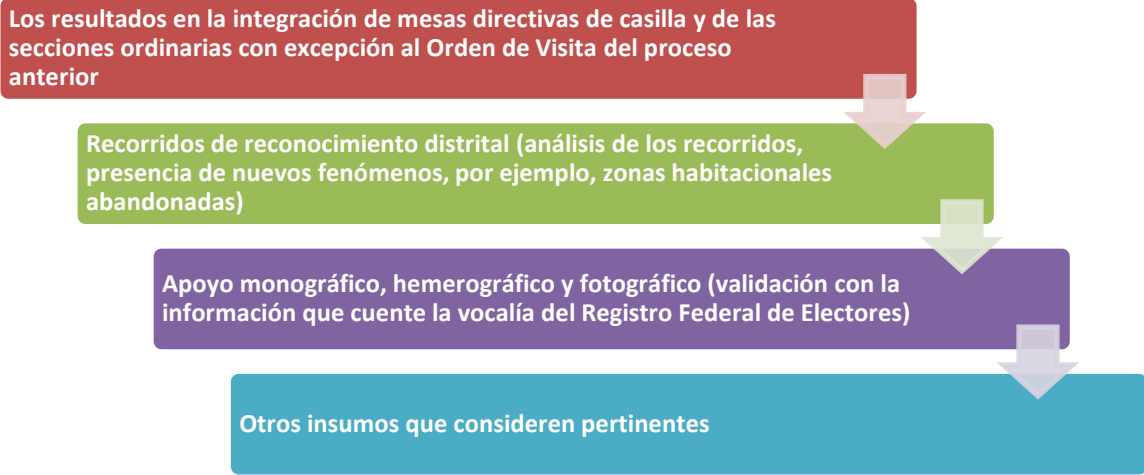 Los resultados en la integración de mesas directivas de casilla y de las
secciones ordinarias con excepción al Orden de Visita del proceso
anterior
Recorridos de reconocimiento distrital (análisis de los recorridos,
presencia de nuevos fenómenos, por ejemplo, zonas habitacionales
abandonadas)
Apoyo monográfico, hemerográfico y fotográfico (validación con la
información que cuente la vocalía del Registro Federal de Electores)
Otros insumos que consideren pertinentes